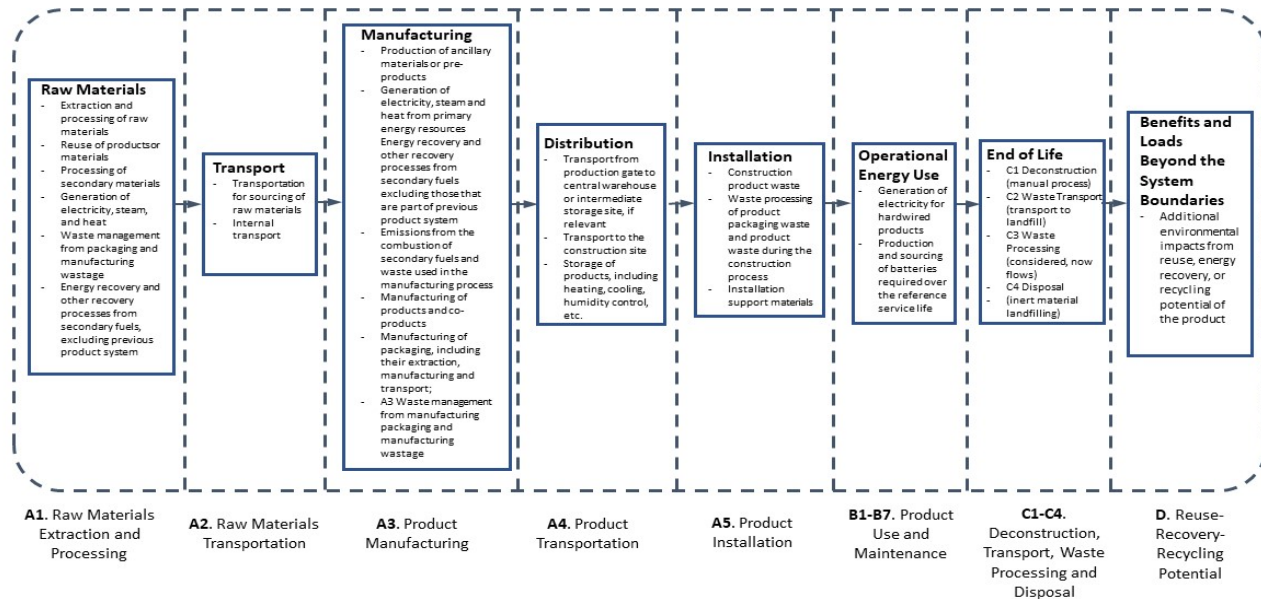 Raw Materials
- Extraction and
processing of raw
materials
- Reuse of productsor
materials
- Processing of
secondary materials
- Generation of
electricity, steam,
and heat
- Waste management
from packaging and
manufacturing
wastage
- Energy recovery and
other recovery
processes from
secondary fuels,
excluding previous
product system
Transport
- Transportation
for sourcing of
raw materials
- Internal
transport
Manufacturing
- Production of ancillary
materials or pre-
products
- Generation of
electricity, steam and
heat from primary
energy resources
- Energy recovery and
other recovery
processes from
secondary fuels
excluding those that
are part of previous
product system
- Emissions from the
combustion of
secondary fuels and
waste used in the
manufacturing process
- Manufacturing of
products and co-
products
- Manufacturing of
packaging, including
their extraction,
manufacturing and
transport;
- A3 Waste management
from manufacturing
packaging and
manufacturing
wastage
Distribution
- Transport from
production gate to
central warehouse
or intermediate
storage site, if
relevant
- Transport to the
construction site
- Storage of
products, including
heating, cooling,
humidity control,
etc.
Installation
- Construction
product waste
- Waste processing of
product
packaging waste
and product
waste during the
construction
process
- Installation
support materials
Operational
Energy Use
- Generation of
electricity for
hardwired
products
- Production
and sourcing of
batteries
required over
the reference
service life
End of Life
- C1 Deconstruction
(manual process)
- C2 Waste Transport
(transport to
landfill)
- C3 Waste
Processing
- (considered, now
flows)
- C4 Disposal
- (inert material
landfilling)
Benefits and
Loads
Beyond the
System
Boundaries
- Additional
environmental
impacts from
reuse, energy
recovery, or
recycling
potential of
the product
A1. Raw Materials
Extraction and
Processing
A2. Raw Materials
Transportation
A3. Product
Manufacturing
A4. Product
Transportation
A5. Product
Installation
B1-B7. Product
Use and
Maintenance
C1-C4.
Deconstruction,
Transport, Waste
Processing and
Disposal
D. Reuse-
Recovery-
Recycling
Potential